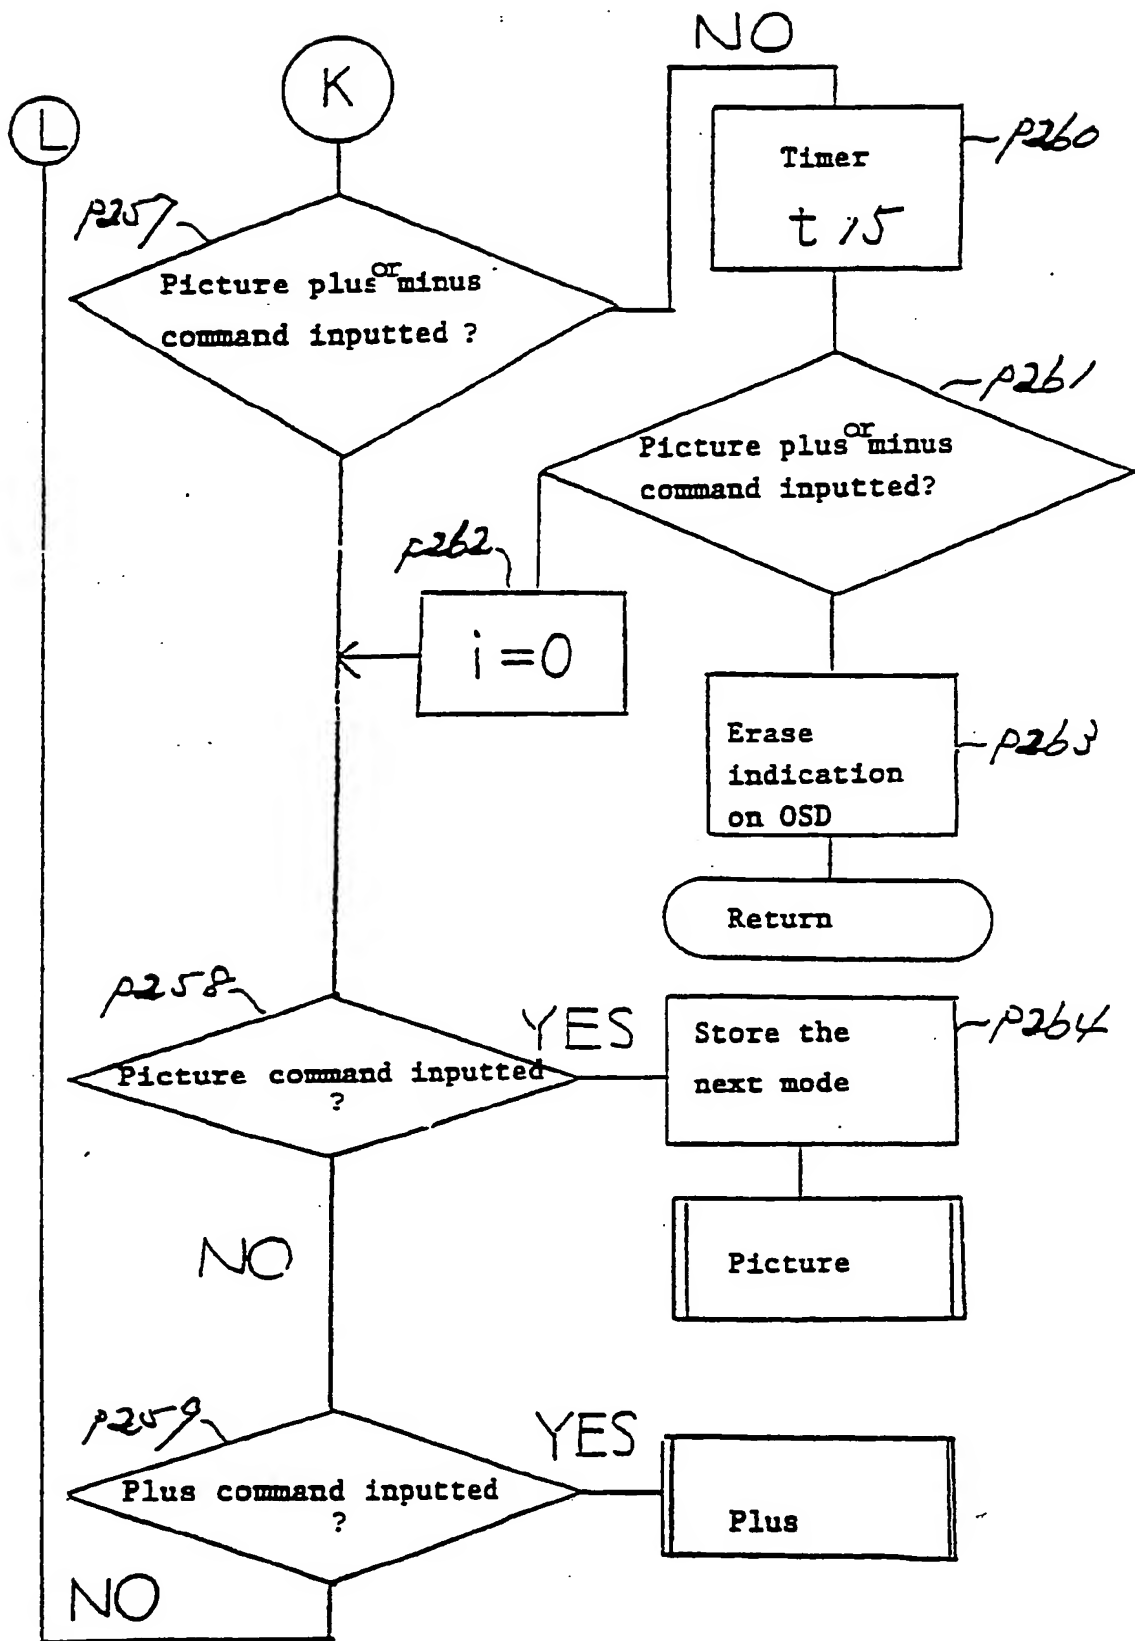 NO
K
L
P260
Timer
t ,5
P257
Picture plus or minus
command inputted ?
P261
Picture plus or minus
command inputted?
P262
i=0
Erase
indication
on OSD
P263
Return
P258
YES
Picture command inputted
?
Store the
next mode
P264
NO
Picture
P259
YES
Plus command inputted
?
Plus
NO